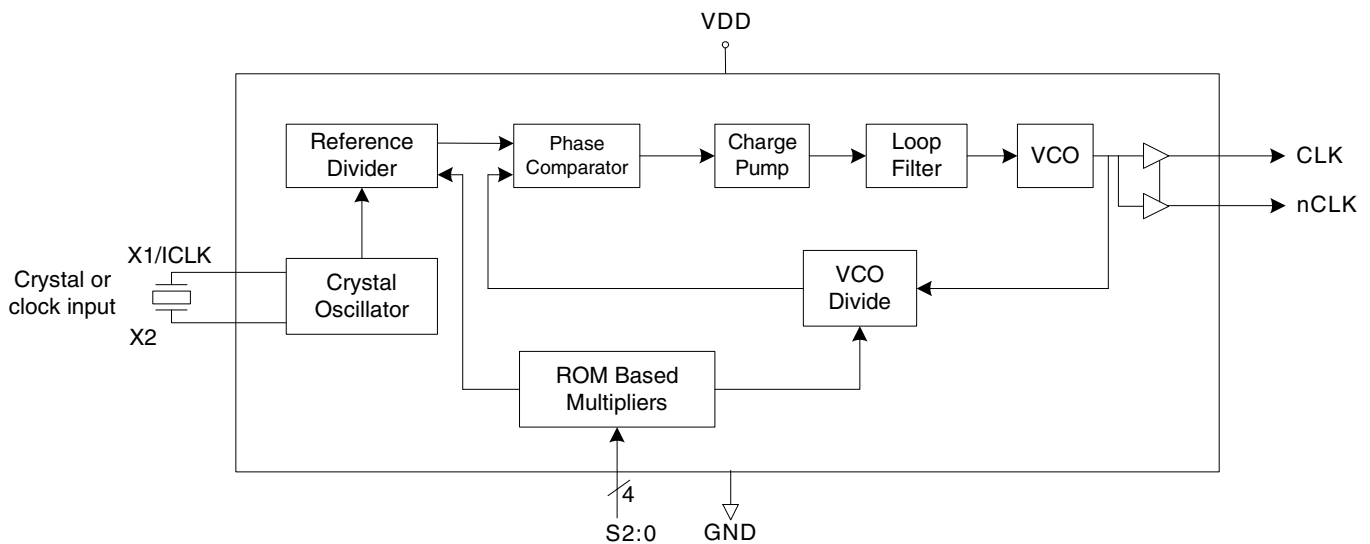 VDD
Reference
Divider
Phase
Comparator
Charge
Pump
Loop
Filter
VCO
CLK
nCLK
X1/ICLK
Crystal or
clock input
X2
Crystal
Oscillator
VCO
Divide
ROM Based
Multipliers
4
S2:0
GND